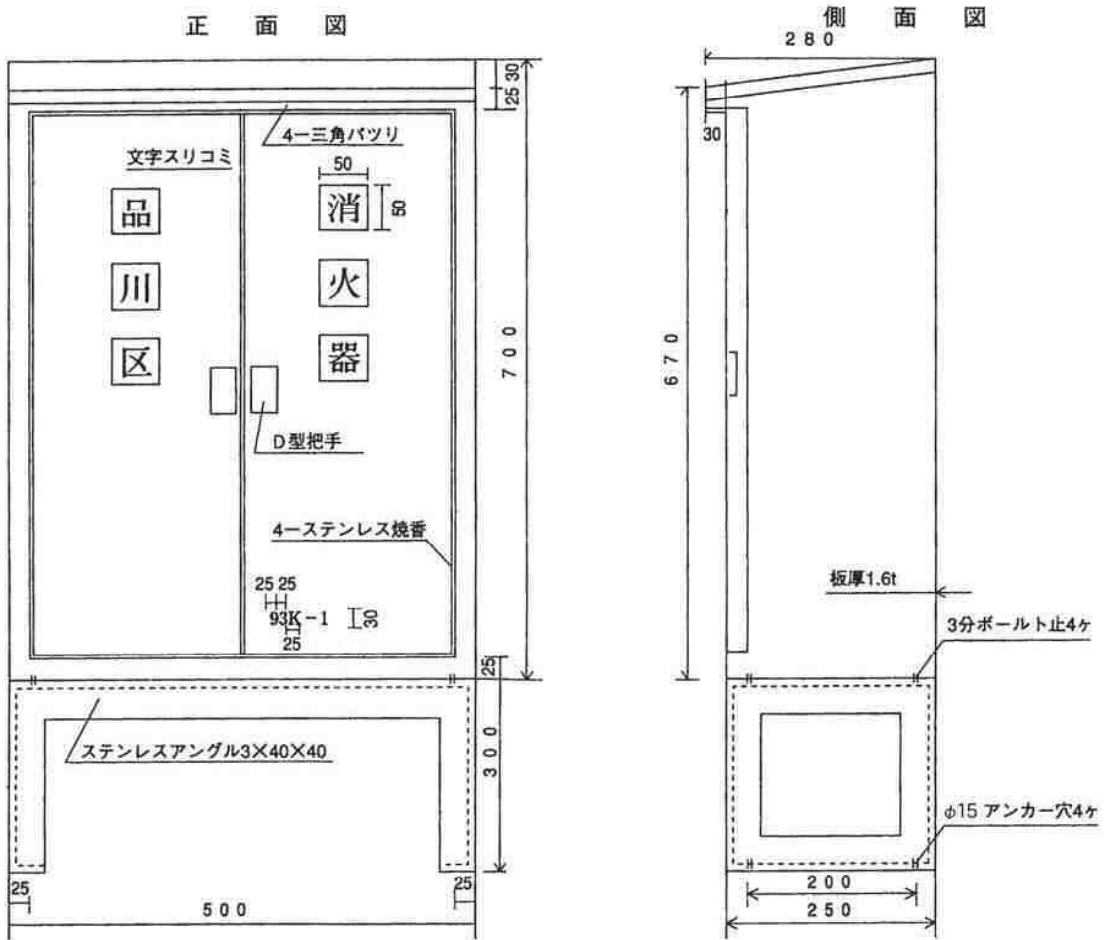 正面図
30
25
4ー三角バツリ
文字スリコミ
50
50
品川区
消火器
700
D型把手
4ーステンレス焼番
25 25
93K-1
30
25
25
ステンレスアングル3×40×40
300
25
25
500
側面図
280
30
670
板厚1.6t
3分ボールト止4ヶ
φ15 アンカー穴4ヶ
200
250